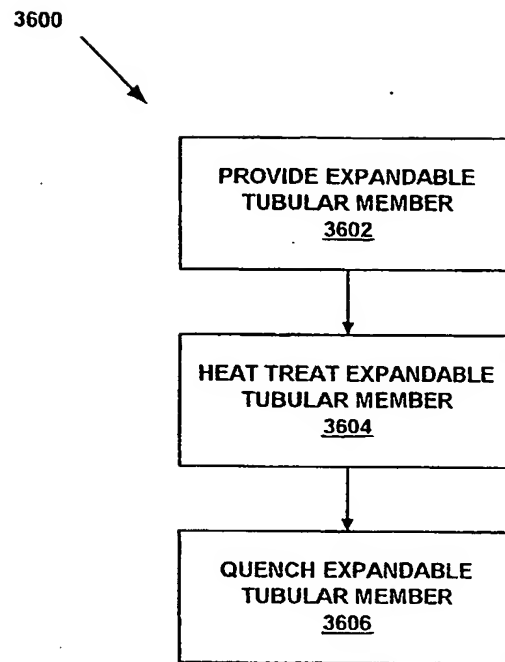 3600
PROVIDE EXPANDABLE
TUBULAR MEMBER
3602
HEAT TREAT EXPANDABLE
TUBULAR MEMBER
3604
QUENCH EXPANDABLE
TUBULAR MEMBER
3606